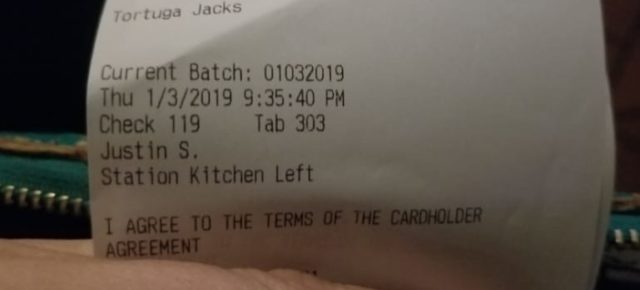 Tortuga Jacks
Current Batch: 01032019
Thu 1/3/2019 9:35:40 PM
Check 119 Tab 303
Justin S.
Station Kitchen Left
I AGREE TO THE TERMS OF THE CARDHOLDER
AGREEMENT